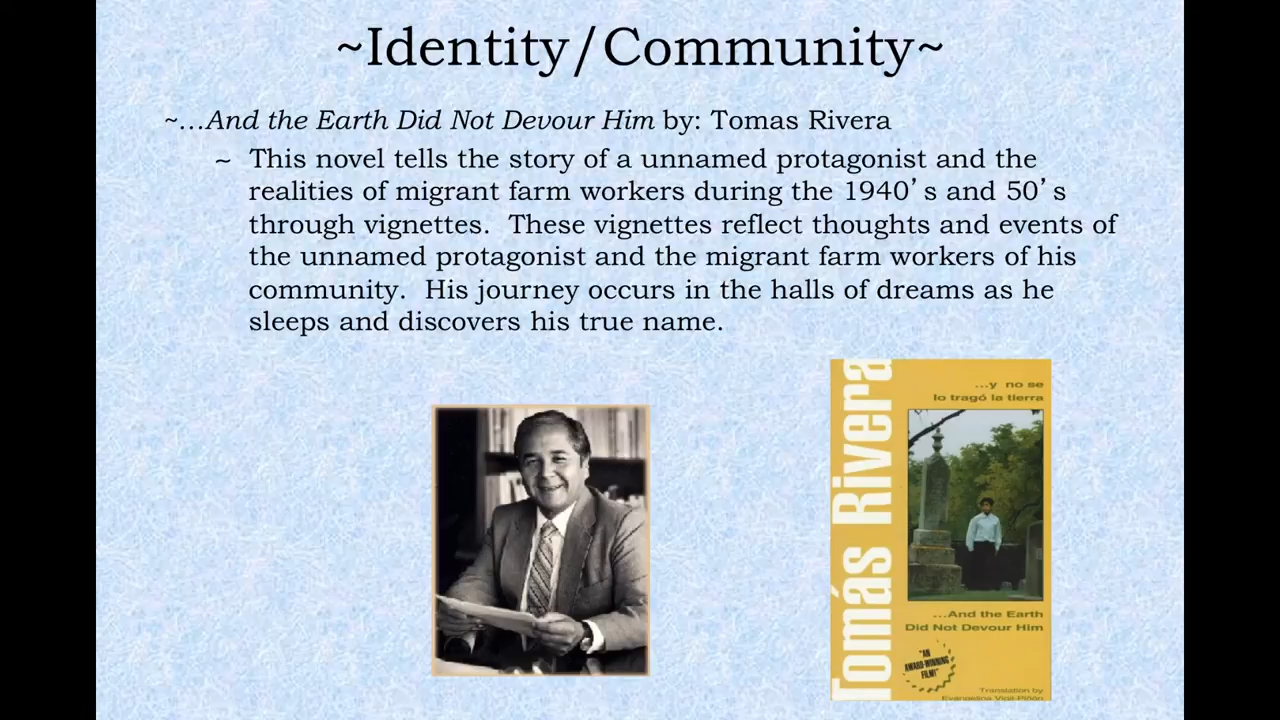 ~Identity/Community~
~…And the Earth Did Not Devour Him by: Tomas Rivera
~ This novel tells the story of a unnamed protagonist and the
realities of migrant farm workers during the 1940’s and 50’s
through vignettes.  These vignettes reflect thoughts and events of
the unnamed protagonist and the migrant farm workers of his
community.  His journey occurs in the halls of dreams as he
sleeps and discovers his true name.
Tomás Rivera
...y no se
lo tragó la tierra
...And the Earth
Did Not Devour Him
"AN
AWARD-WINNING
FILM!"
Translation by
Evangelina Vigil-Piñón